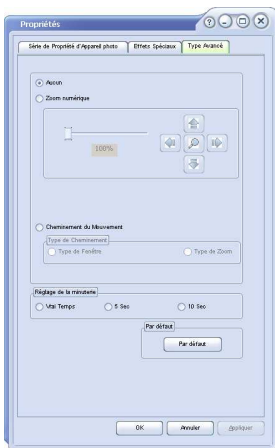 Propriétés
Série de Propriété d'Appareil photo
Effets Spéciaux
Type Avancé
Aucun
Zoom numérique
100%
Cheminement du Mouvement
Type de Cheminement
Type de Fenêtre
Type de Zoom
Réglage de la minuterie
Vrai Temps
5 Sec
10 Sec
Par défaut
Par défaut
OK
Annuler
Appliquer